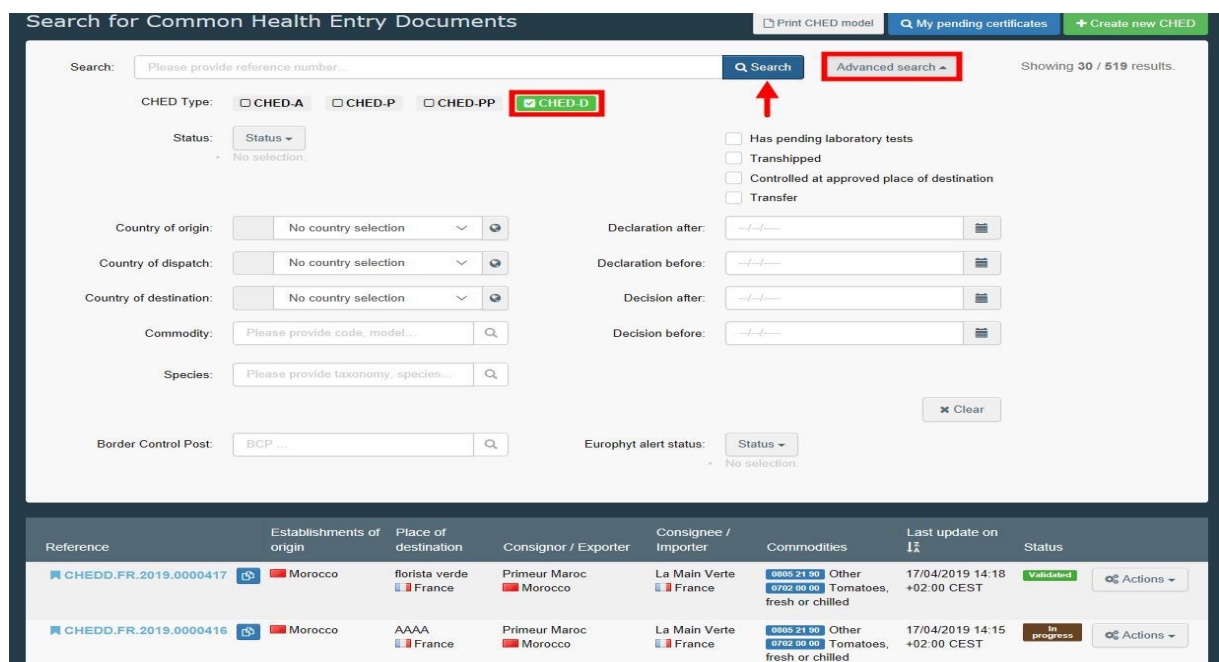 Search for Common Health Entry Documents
Print CHED model
My pending certificates
+ Create new CHED
Search:
Please provide reference number...
Search
Advanced search
Showing 30 / 519 results.
CHED Type:
CHED-A
CHED-P
CHED-PP
CHED-D
Status:
Status
No selection.
Has pending laboratory tests
Transhipped
Controlled at approved place of destination
Transfer
Country of origin:
No country selection
Declaration after:
--/--/----
Country of dispatch:
No country selection
Declaration before:
--/--/----
Country of destination:
No country selection
Decision after:
--/--/----
Commodity:
Please provide code, model...
Decision before:
--/--/----
Species:
Please provide taxonomy, species...
Clear
Border Control Post:
BCP ...
Europhyt alert status:
Status
No selection.
Reference
Establishments of
origin
Place of
destination
Consignor / Exporter
Consignee /
Importer
Commodities
Last update on
Status
CHEDD.FR.2019.0000417
Morocco
florista verde
France
Primeur Maroc
Morocco
La Main Verte
France
0805 21 90 Other
0702 00 00 Tomatoes,
fresh or chilled
17/04/2019 14:18
+02:00 CEST
Validated
Actions
CHEDD.FR.2019.0000416
Morocco
AAAA
France
Primeur Maroc
Morocco
La Main Verte
France
0805 21 90 Other
0702 00 00 Tomatoes,
fresh or chilled
17/04/2019 14:15
+02:00 CEST
In
progress
Actions